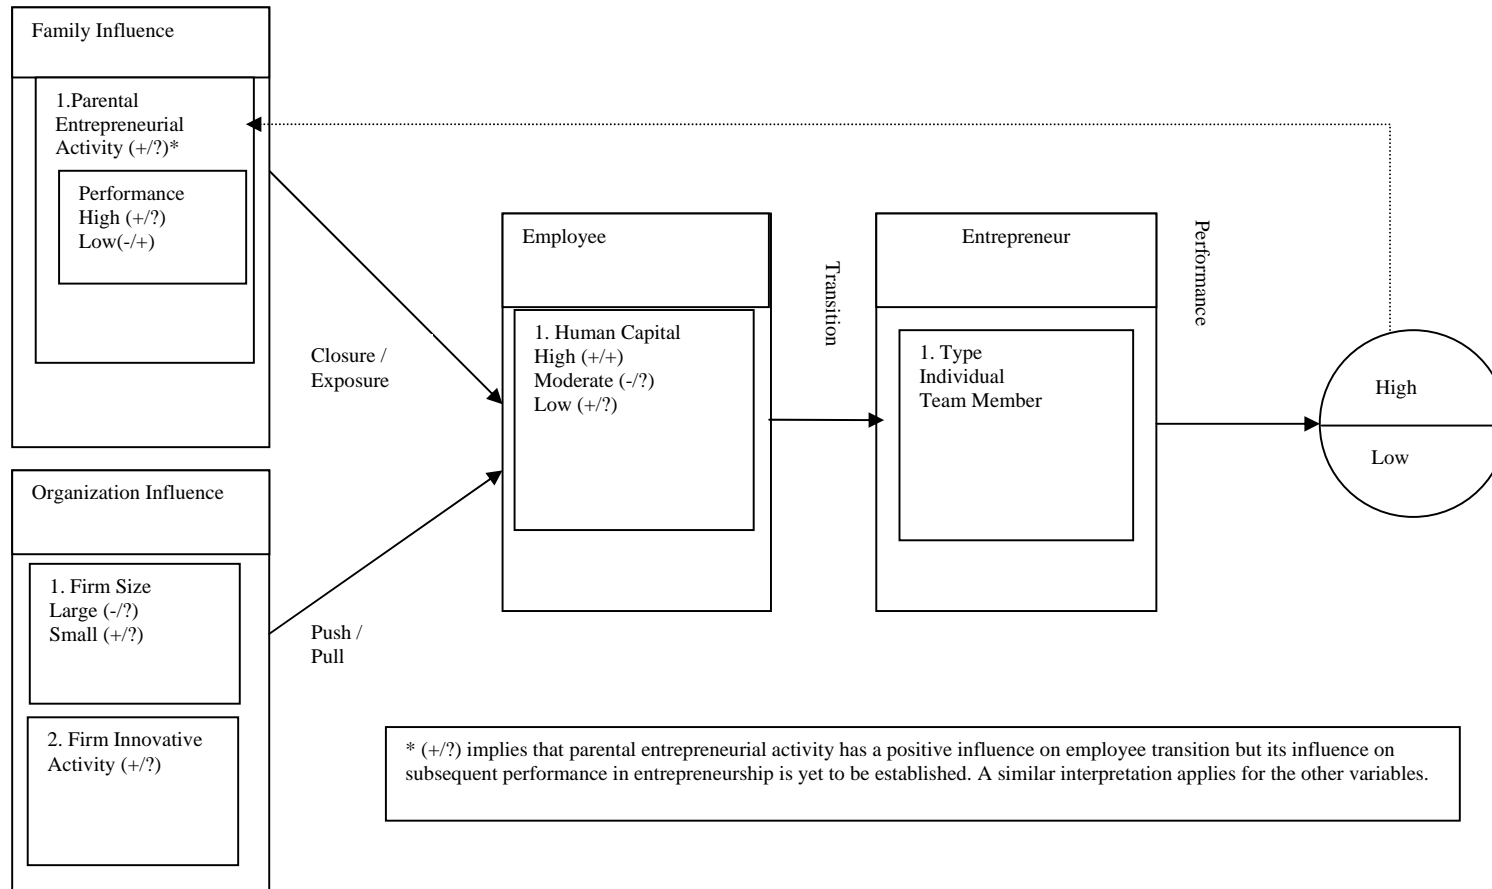 Family Influence
1.Parental
Entrepreneurial
Activity (+/?)*
Performance
High (+/?)
Low(-/+)
Closure /
Exposure
Organization Influence
1. Firm Size
Large (-/?)
Small (+/?)
2. Firm Innovative
Activity (+/?)
Push /
Pull
Employee
1. Human Capital
High (+/+)
Moderate (-/?)
Low (+/?)
Transition
Entrepreneur
1. Type
Individual
Team Member
Performance
High
Low
* (+/?) implies that parental entrepreneurial activity has a positive influence on employee transition but its influence on
subsequent performance in entrepreneurship is yet to be established. A similar interpretation applies for the other variables.